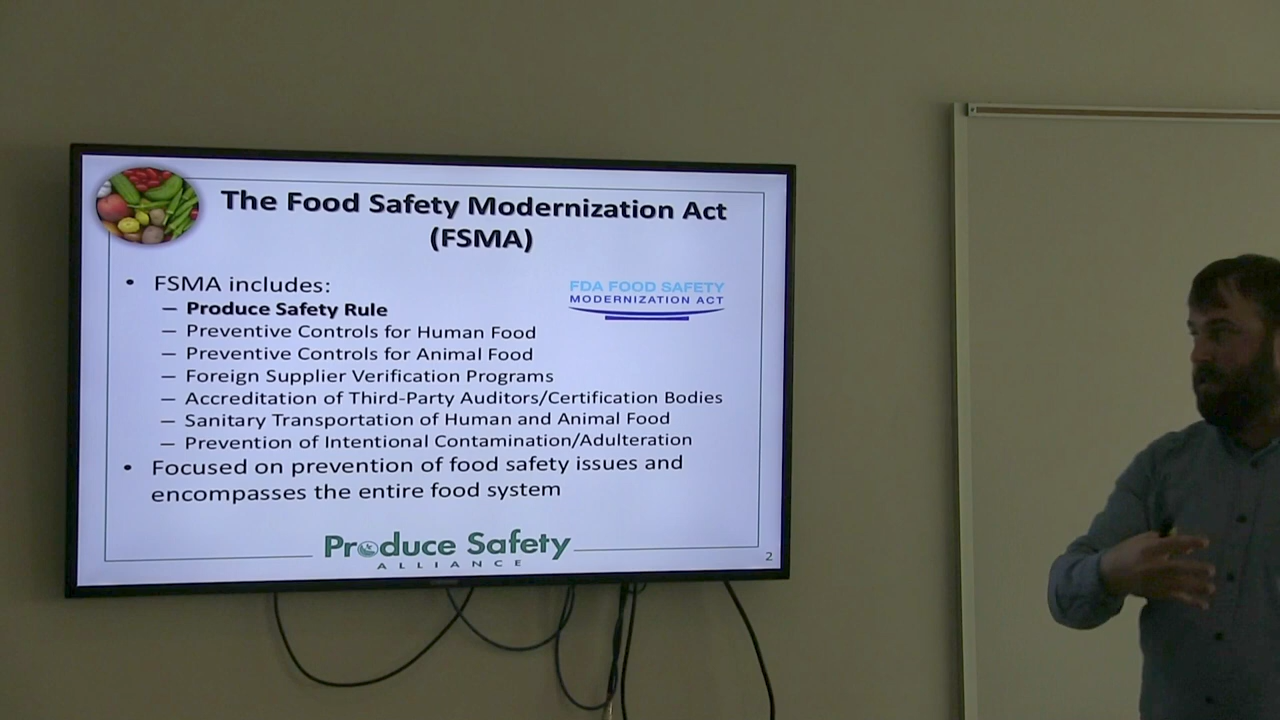 The Food Safety Modernization Act
(FSMA)
• FSMA includes:
– Produce Safety Rule
– Preventive Controls for Human Food
– Preventive Controls for Animal Food
– Foreign Supplier Verification Programs
– Accreditation of Third-Party Auditors/Certification Bodies
– Sanitary Transportation of Human and Animal Food
– Prevention of Intentional Contamination/Adulteration
• Focused on prevention of food safety issues and
encompasses the entire food system
FDA FOOD SAFETY
MODERNIZATION ACT
Produce Safety
ALLIANCE
2